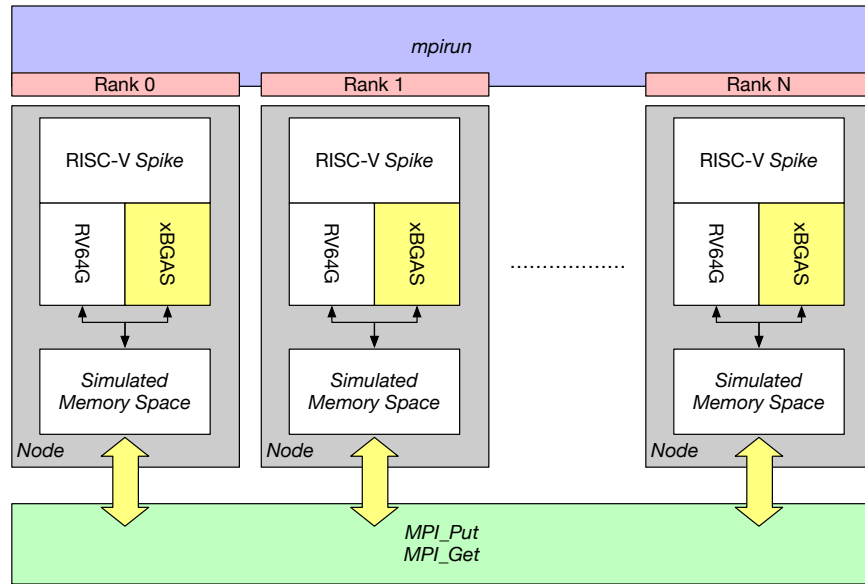 mpirun
Rank 0
Rank 1
Rank N
RISC-V Spike
RISC-V Spike
RISC-V Spike
RV64G
xBGAS
RV64G
xBGAS
RV64G
xBGAS
Simulated
Memory Space
Simulated
Memory Space
Simulated
Memory Space
Node
Node
Node
MPI_Put
MPI_Get